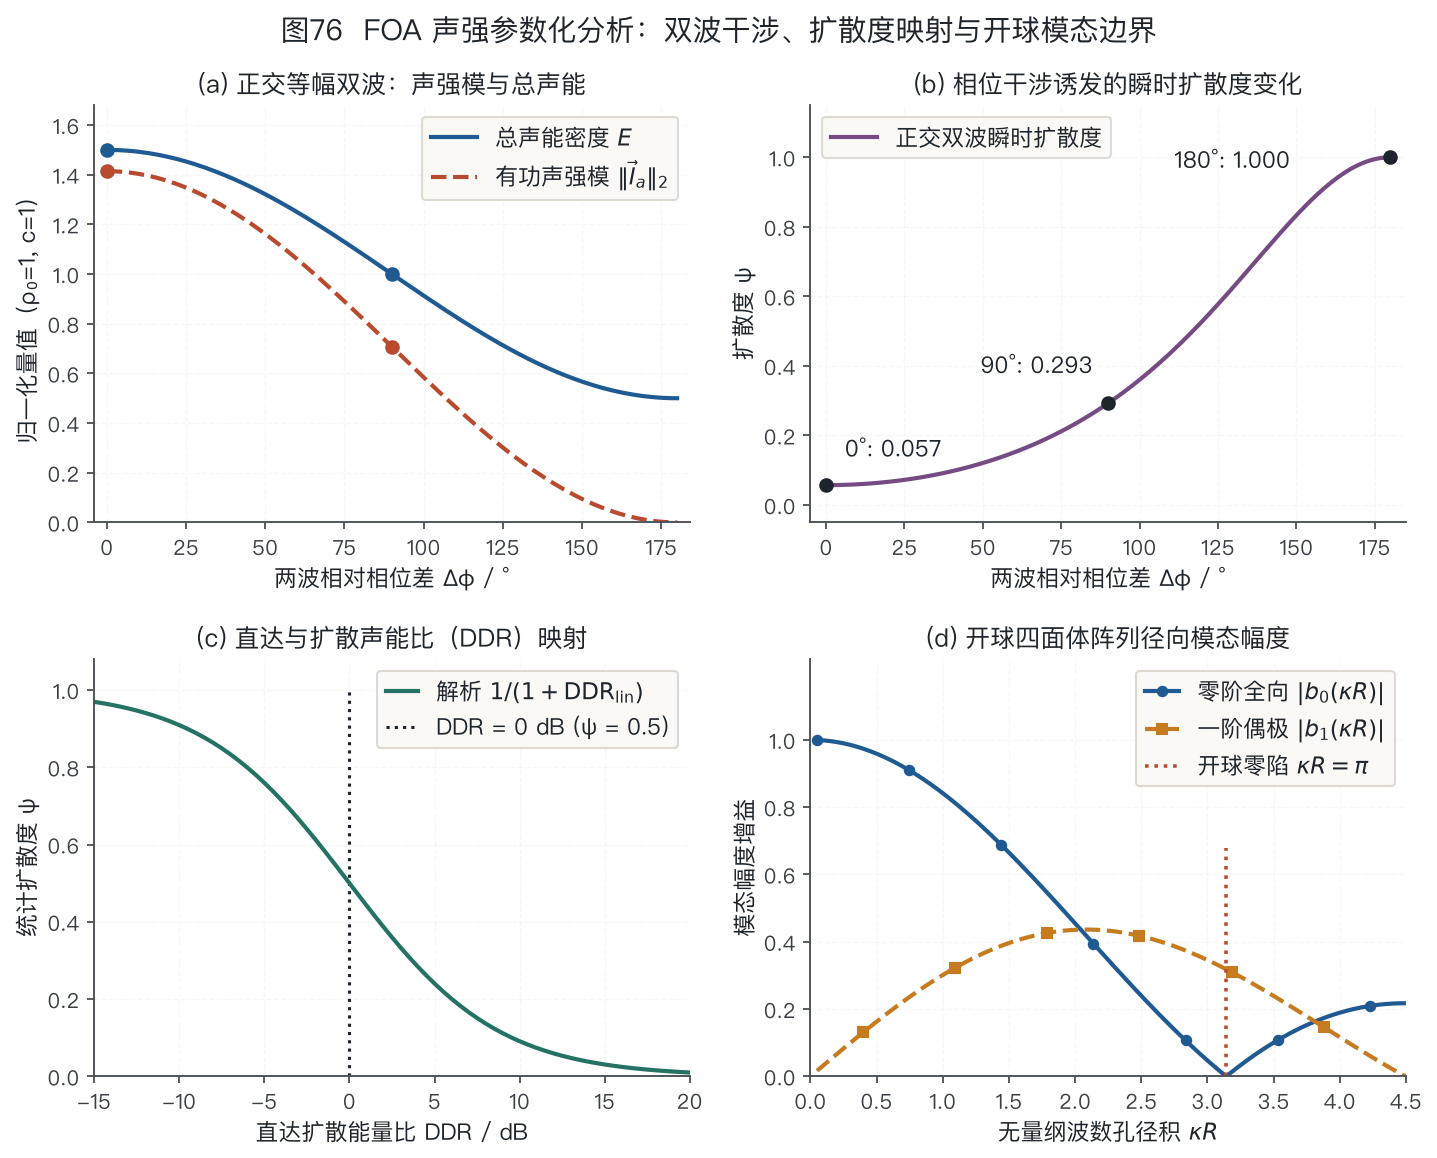 图76 FOA 声强参数化分析：双波干涉、扩散度映射与开球模态边界
(a) 正交等幅双波：声强模与总声能
归一化量值（ρ₀=1, c=1）
1.6
1.4
1.2
1.0
0.8
0.6
0.4
0.2
0.0
总声能密度 E
有功声强模 ‖I⃗ₐ‖₂
0 25 50 75 100 125 150 175
两波相对相位差 Δφ / °
(b) 相位干涉诱发的瞬时扩散度变化
扩散度 ψ
1.0
0.8
0.6
0.4
0.2
0.0
正交双波瞬时扩散度
180°: 1.000
90°: 0.293
0°: 0.057
0 25 50 75 100 125 150 175
两波相对相位差 Δφ / °
(c) 直达与扩散声能比（DDR）映射
统计扩散度 ψ
1.0
0.8
0.6
0.4
0.2
0.0
解析 1/(1 + DDR_lin)
DDR = 0 dB (ψ = 0.5)
−15 −10 −5 0 5 10 15 20
直达扩散能量比 DDR / dB
(d) 开球四面体阵列径向模态幅度
模态幅度增益
1.0
0.8
0.6
0.4
0.2
0.0
零阶全向 |b₀(κR)|
一阶偶极 |b₁(κR)|
开球零陷 κR = π
0.0 0.5 1.0 1.5 2.0 2.5 3.0 3.5 4.0 4.5
无量纲波数孔径积 κR